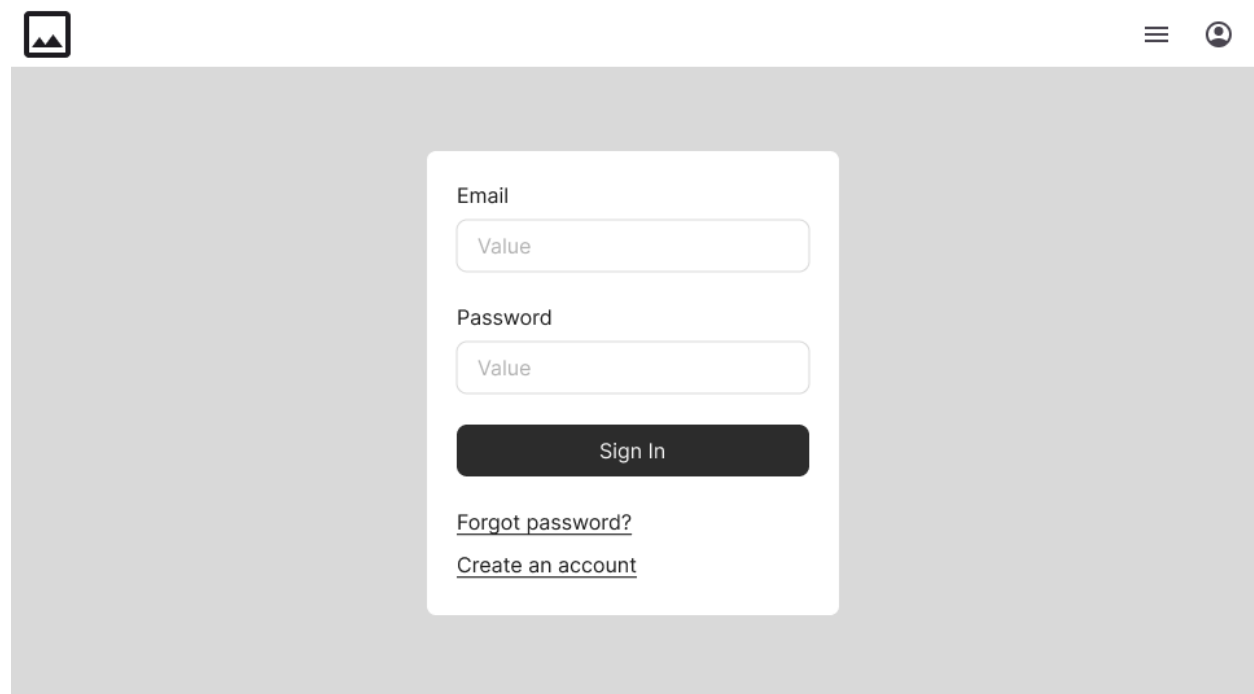 Email
Value
Password
Value
Sign In
Forgot password?
Create an account